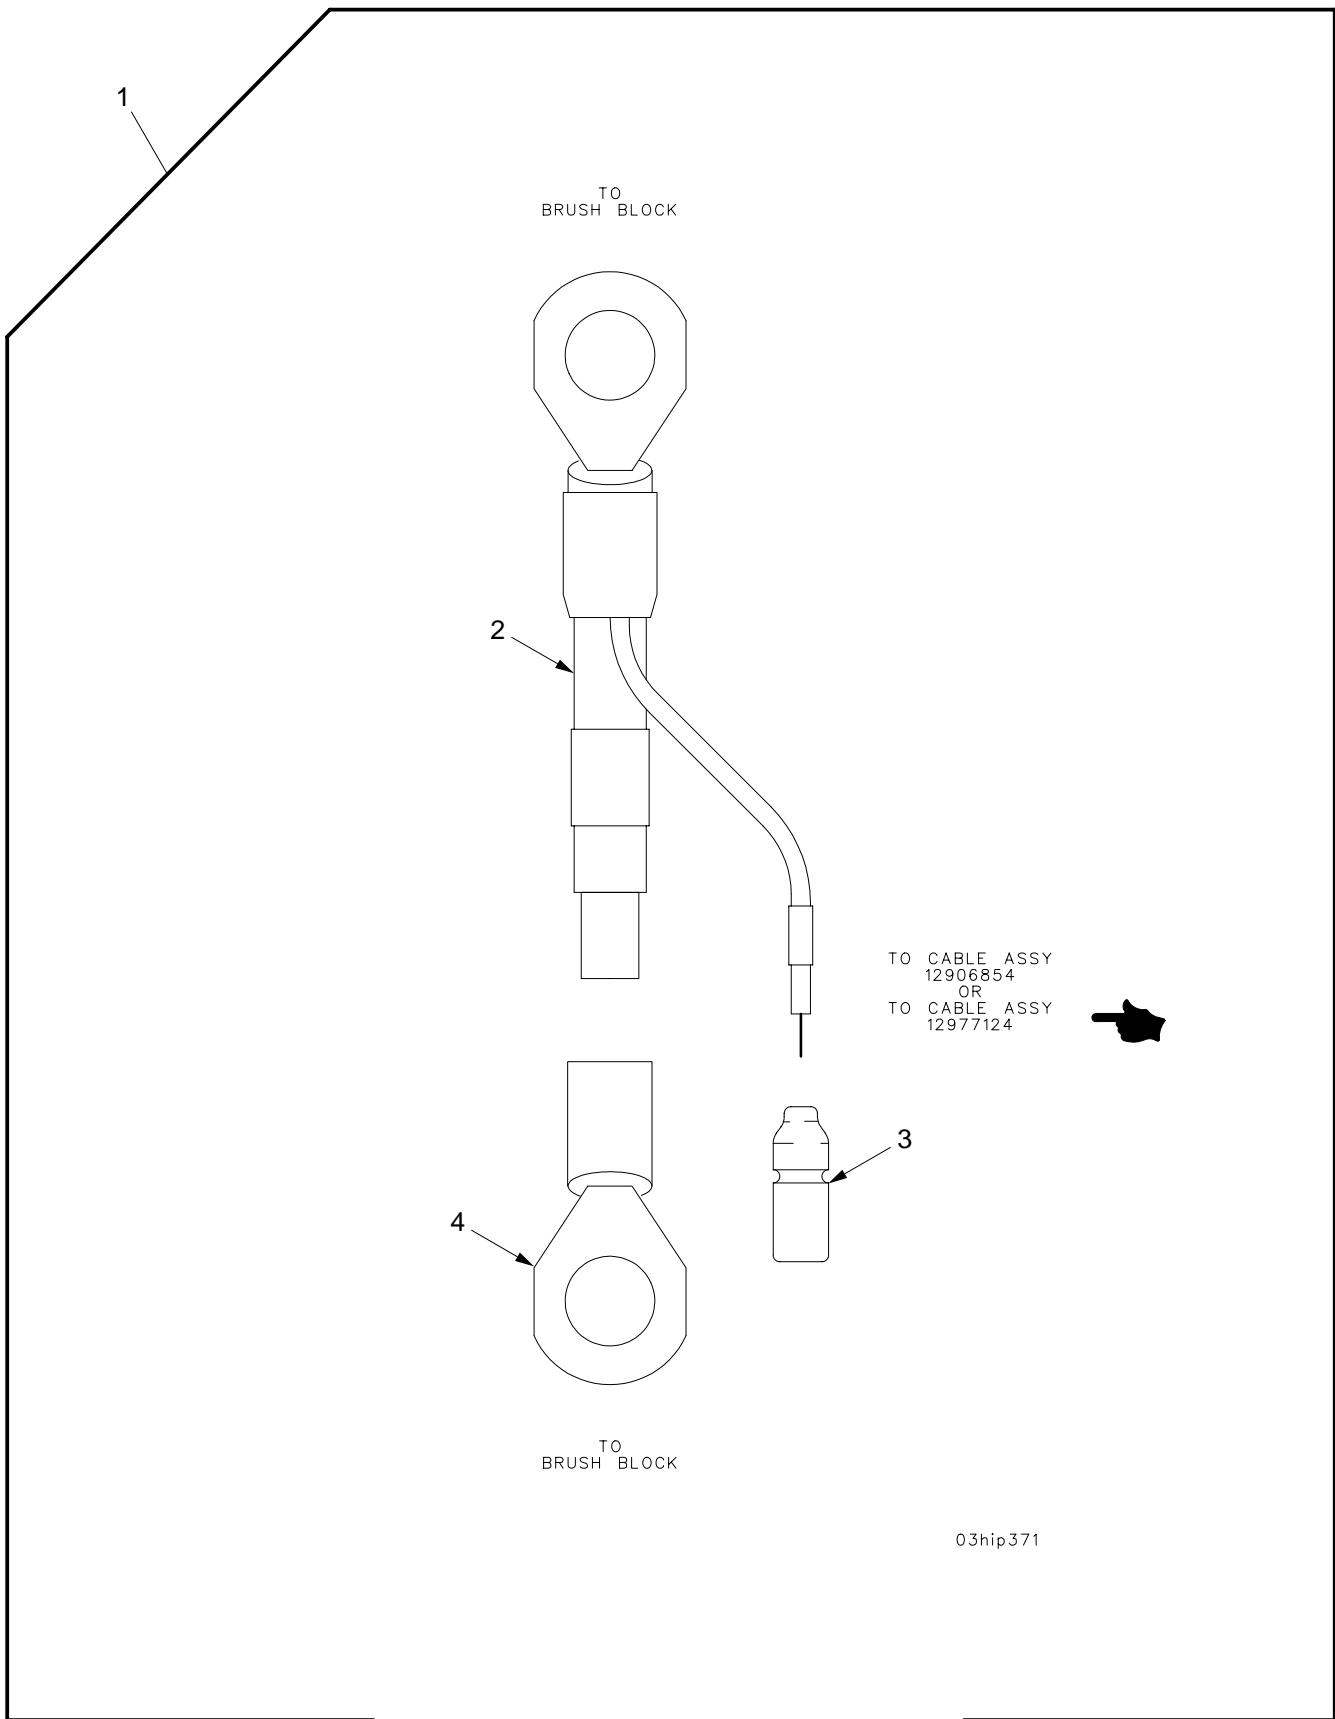 1
TO
BRUSH BLOCK
2
TO CABLE ASSY
12906854
OR
TO CABLE ASSY
12977124
3
4
TO
BRUSH BLOCK
03hip371